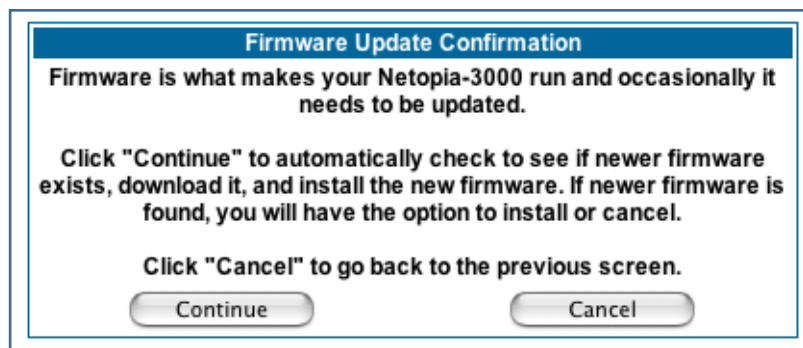 Firmware Update Confirmation
Firmware is what makes your Netopia-3000 run and occasionally it
needs to be updated.
Click "Continue" to automatically check to see if newer firmware
exists, download it, and install the new firmware. If newer firmware is
found, you will have the option to install or cancel.
Click "Cancel" to go back to the previous screen.
Continue
Cancel